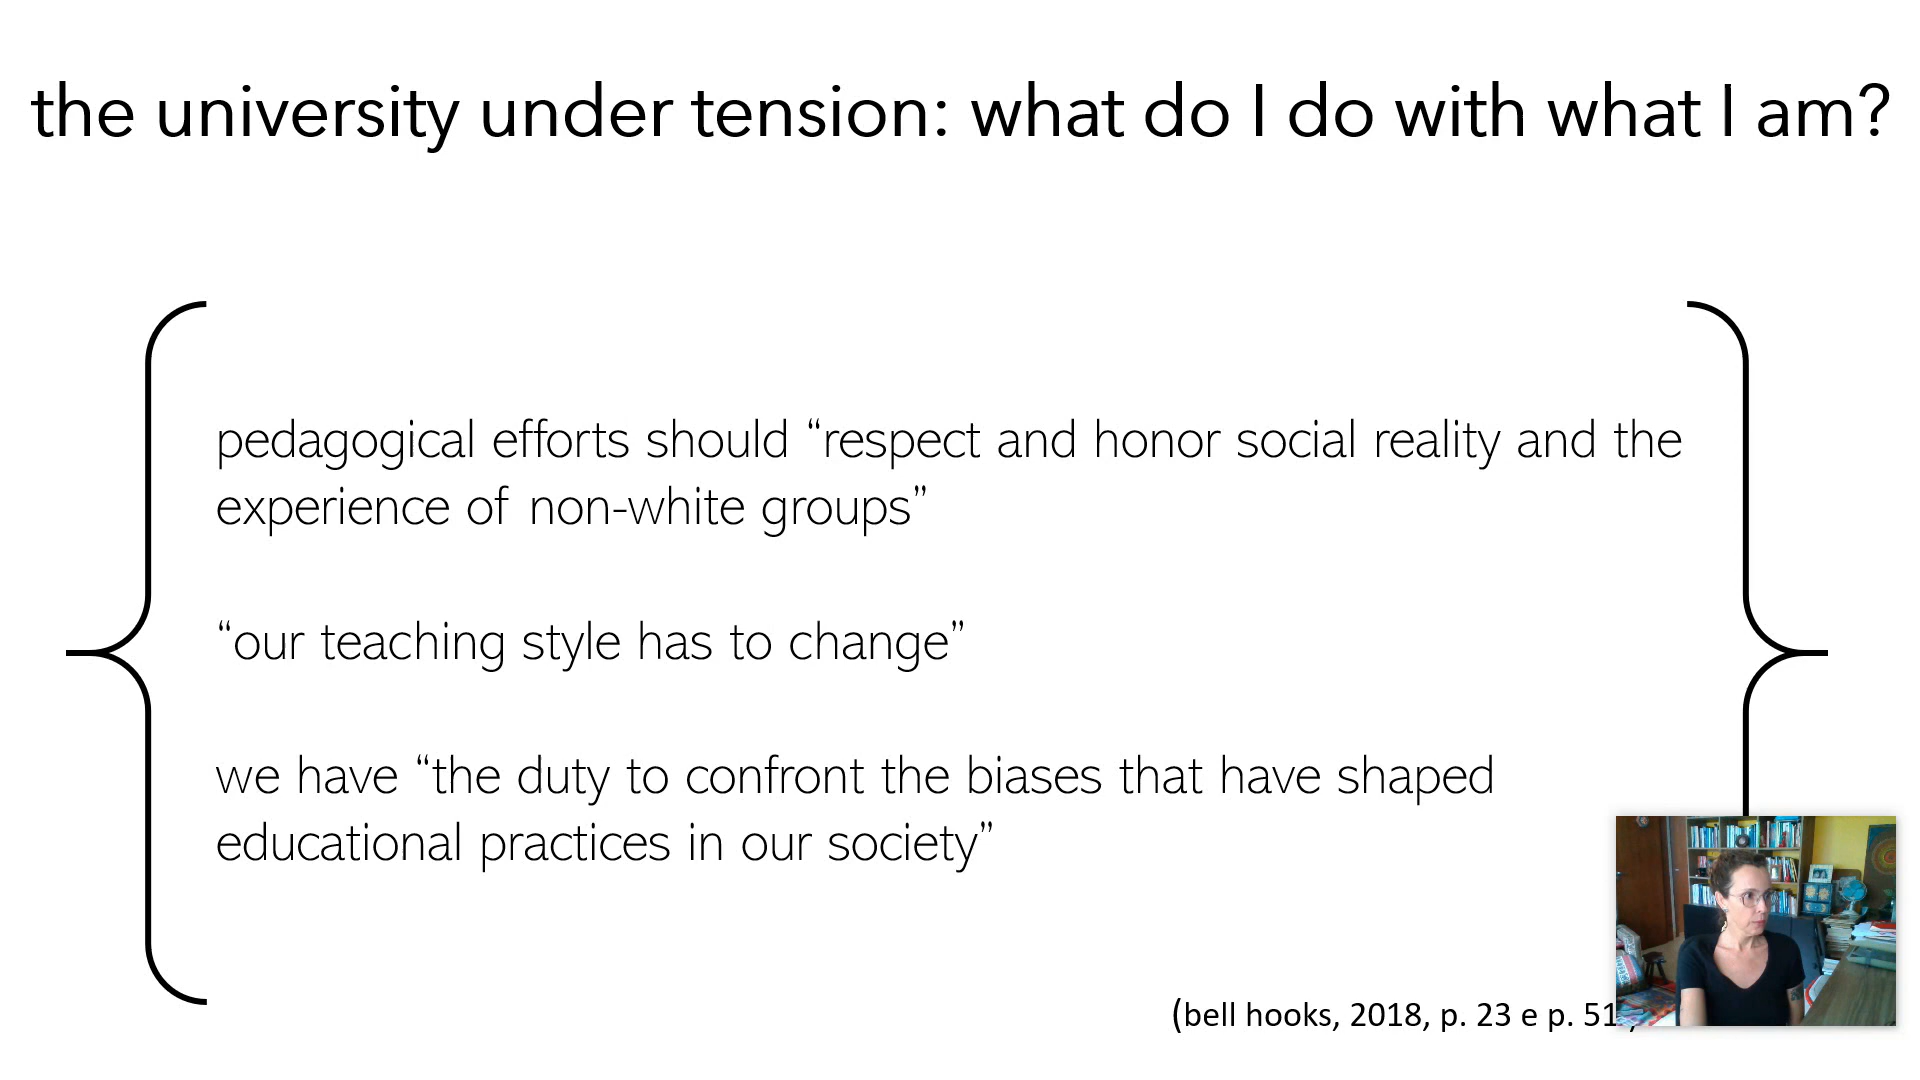 the university under tension: what do I do with what I am?
pedagogical efforts should “respect and honor social reality and the
experience of non-white groups”
“our teaching style has to change”
we have “the duty to confront the biases that have shaped
educational practices in our society”
(bell hooks, 2018, p. 23 e p. 51)